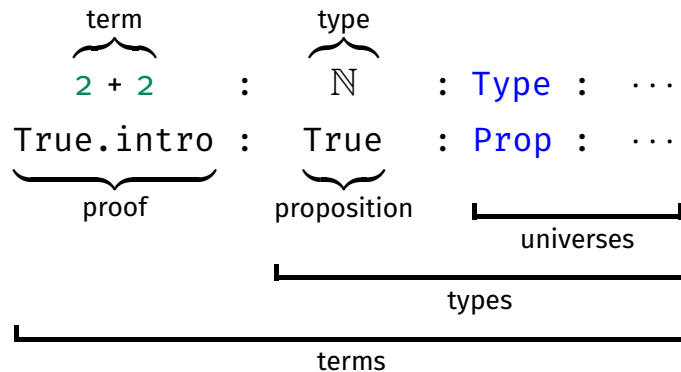 term type
2 + 2 : ℕ : Type : ⋯
True.intro : True : Prop : ⋯
proof proposition
universes
types
terms